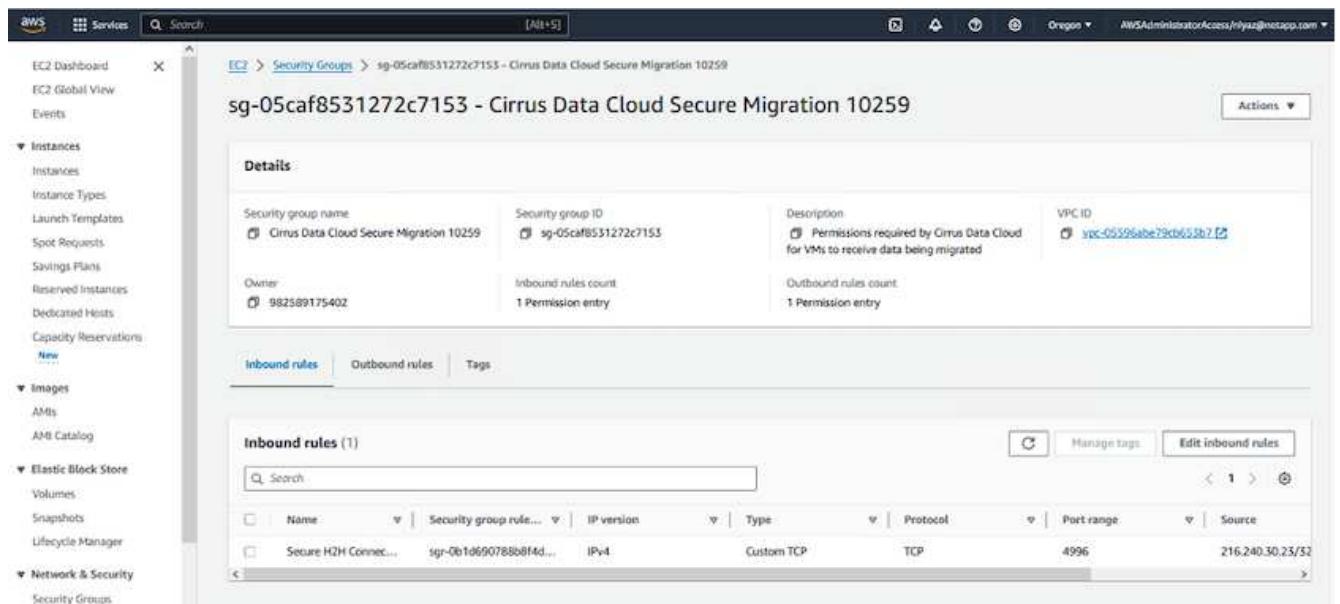 aws Services Search [Alt+S] Oregon ▼ AWSAdministratorAccess/niyaz@netapp.com ▼
EC2 Dashboard
EC2 Global View
Events
Instances
Instances
Instance Types
Launch Templates
Spot Requests
Savings Plans
Reserved Instances
Dedicated Hosts
Capacity Reservations
New
Images
AMIs
AMI Catalog
Elastic Block Store
Volumes
Snapshots
Lifecycle Manager
Network & Security
Security Groups
EC2 > Security Groups > sg-05caf8531272c7153 - Cirrus Data Cloud Secure Migration 10259
sg-05caf8531272c7153 - Cirrus Data Cloud Secure Migration 10259
Actions ▼
Details
Security group name
Cirrus Data Cloud Secure Migration 10259
Security group ID
sg-05caf8531272c7153
Description
Permissions required by Cirrus Data Cloud
for VMs to receive data being migrated
VPC ID
vpc-05596abe79cb653b7
Owner
982589175402
Inbound rules count
1 Permission entry
Outbound rules count
1 Permission entry
Inbound rules Outbound rules Tags
Inbound rules (1)
Manage tags Edit inbound rules
Search
< 1 >
Name Security group rule... IP version Type Protocol Port range Source
Secure H2H Connec... sgr-0b1d690788b8f4d... IPv4 Custom TCP TCP 4996 216.240.30.23/32